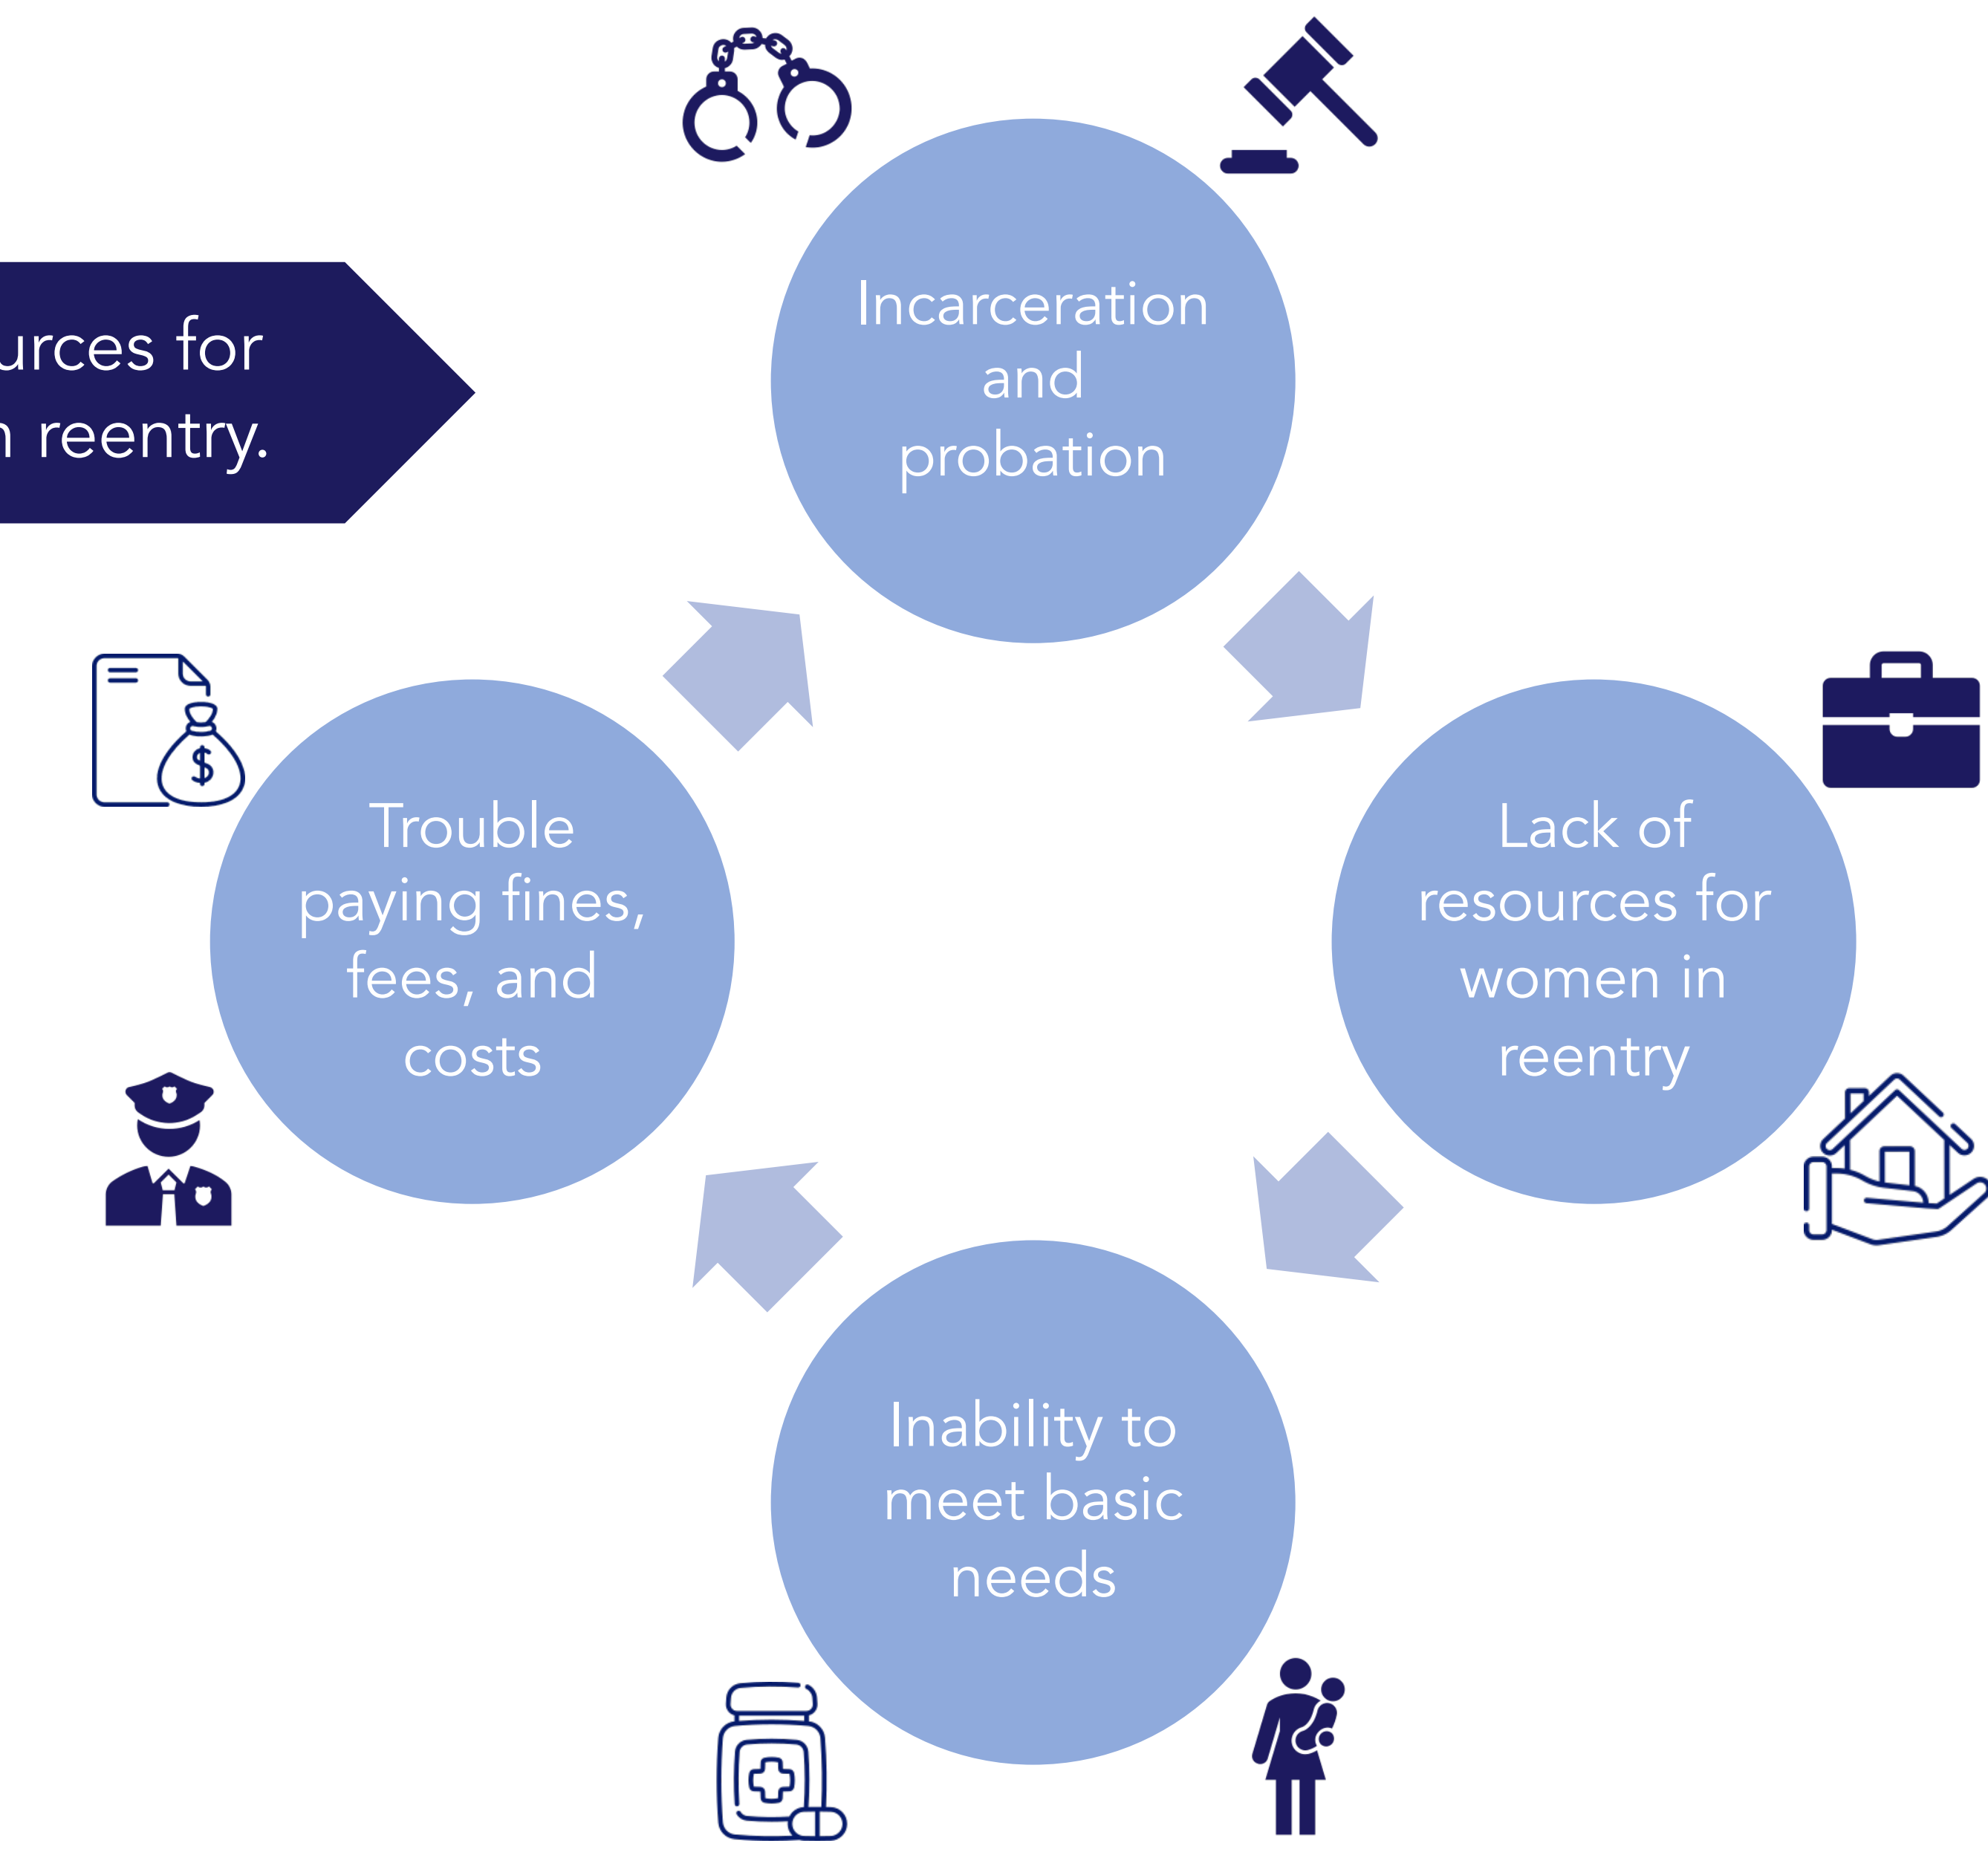 urces for
reentry.
Incarceration
and
probation
Trouble
paying fines,
fees, and
costs
Lack of
resources for
women in
reentry
Inability to
meet basic
needs
$